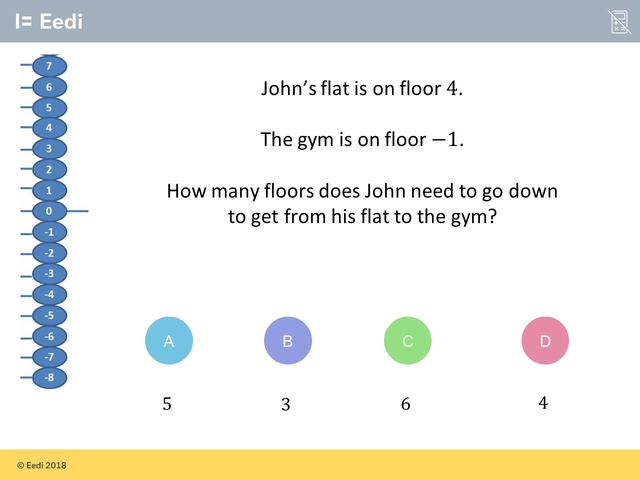 Eedi
7
6
5
4
3
2
1
0
-1
-2
-3
-4
-5
-6
-7
-8
John's flat is on floor 4.
The gym is on floor −1.
How many floors does John need to go down
to get from his flat to the gym?
A B C D
5 3 6 4
© Eedi 2018